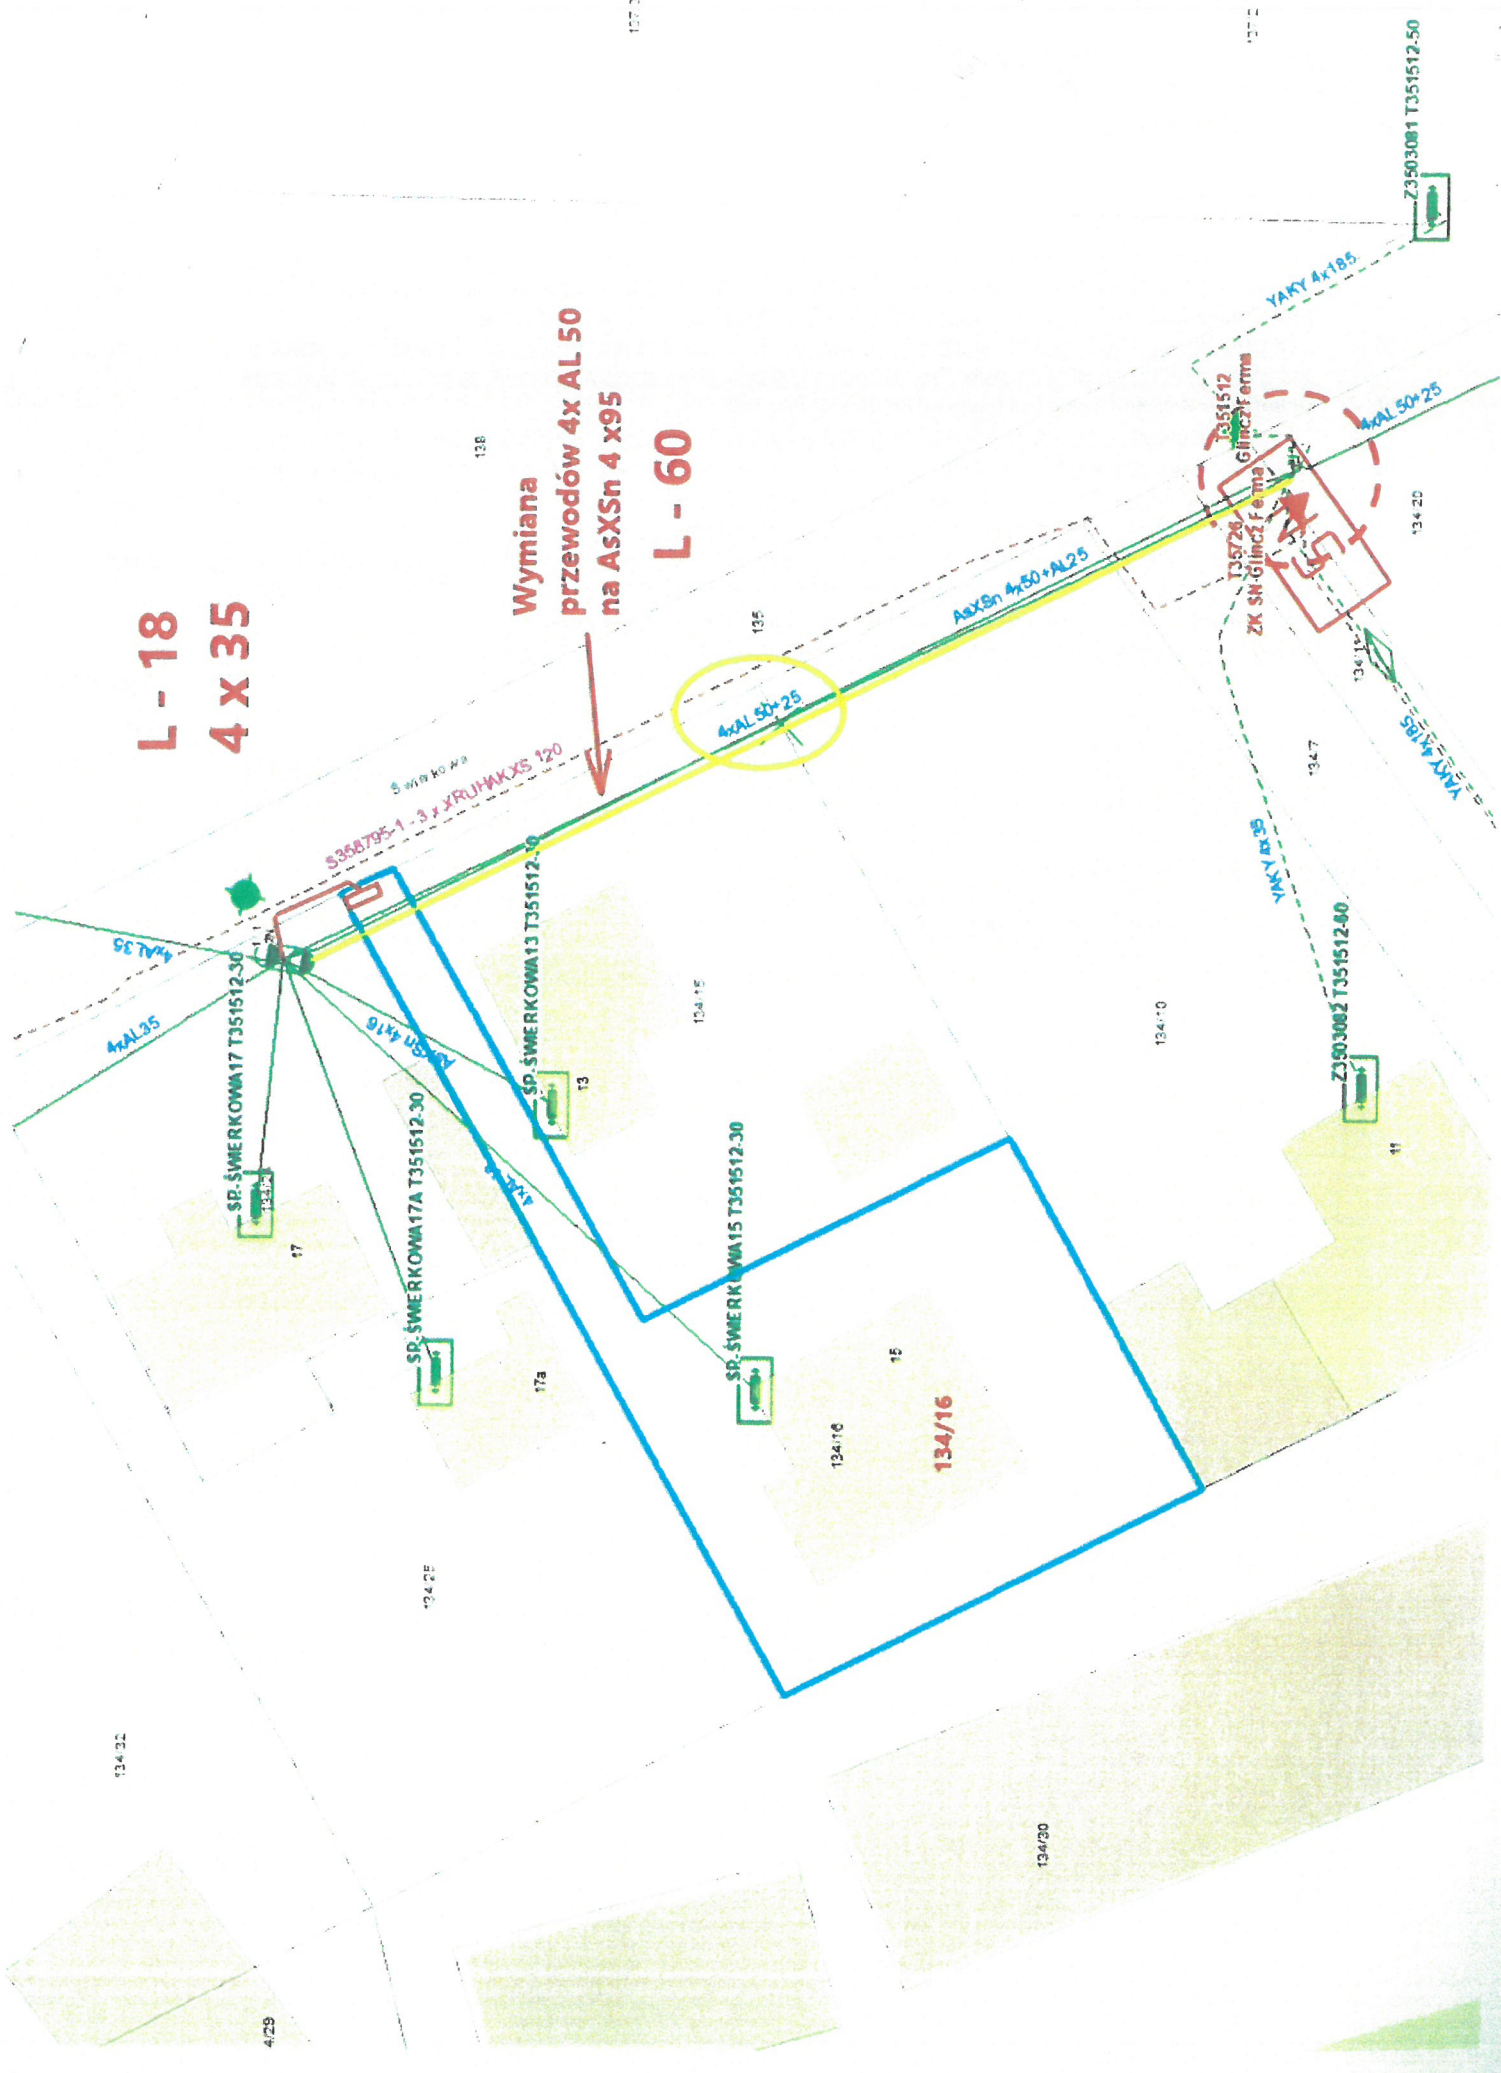 L - 18
4 x 35
Wymiana
przewodów 4x AL 50
na AsXSn 4 x95
L - 60
138
135
Świerkowa
S358795-1 - 3 x XRUHAKXS 120
4xAL35
4xAL35
4xAL 50+25
AsXSn 4x50+AL25
4xAL 50+25
YAKY 4x185
Z3503081 T351512-50
T351512
Glincz Ferma
T35726
ZK SN-Glincz Ferma
134/20
134/7
YAKY 4x185
YAKY 4x35
Z3503082 T351512-60
11
134/10
134/15
SP-ŚWIERKOWA13 T351512-30
13
AsXSn 4x16
SP-ŚWIERKOWA17 T351512-30
17
SP-ŚWIERKOWA17A T351512-30
17a
SP-ŚWIERKOWA15 T351512-30
15
134/16
134/16
134/32
134/30
4/29